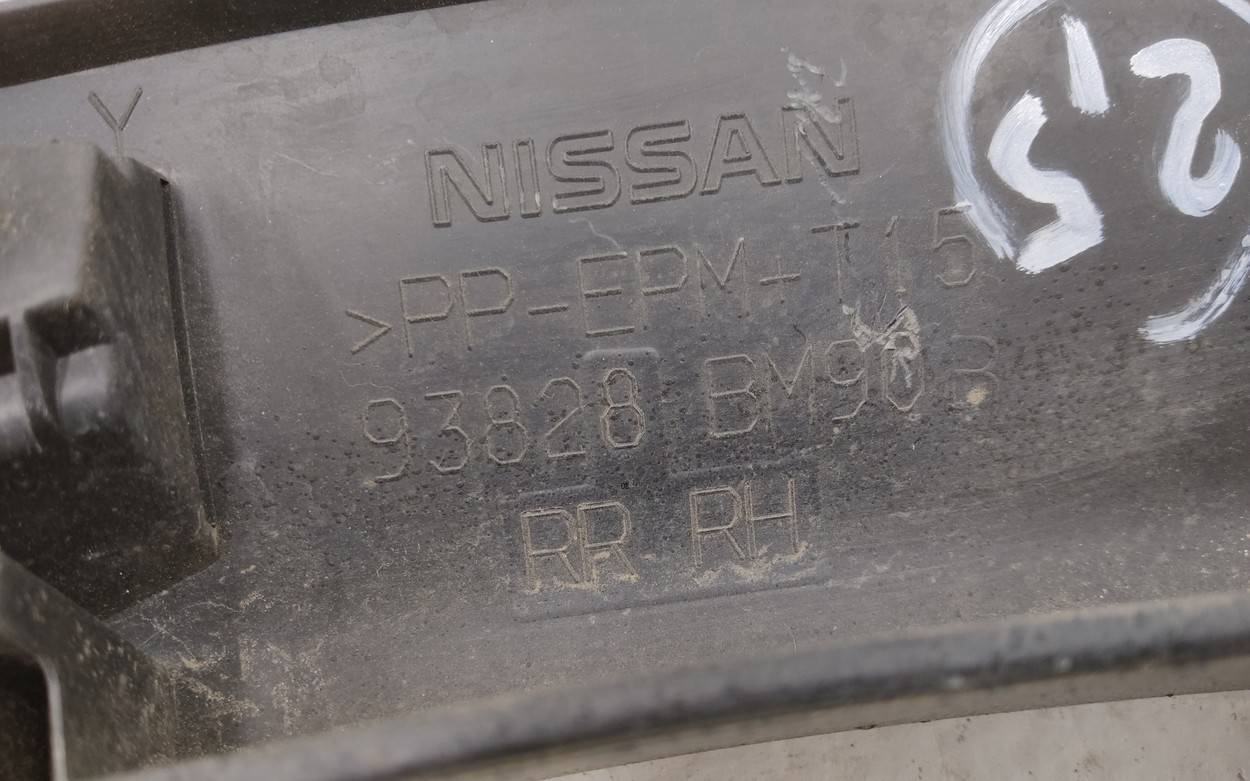 Y
NISSAN
>PP-EPM+T15
93828 BM90B
RR RH